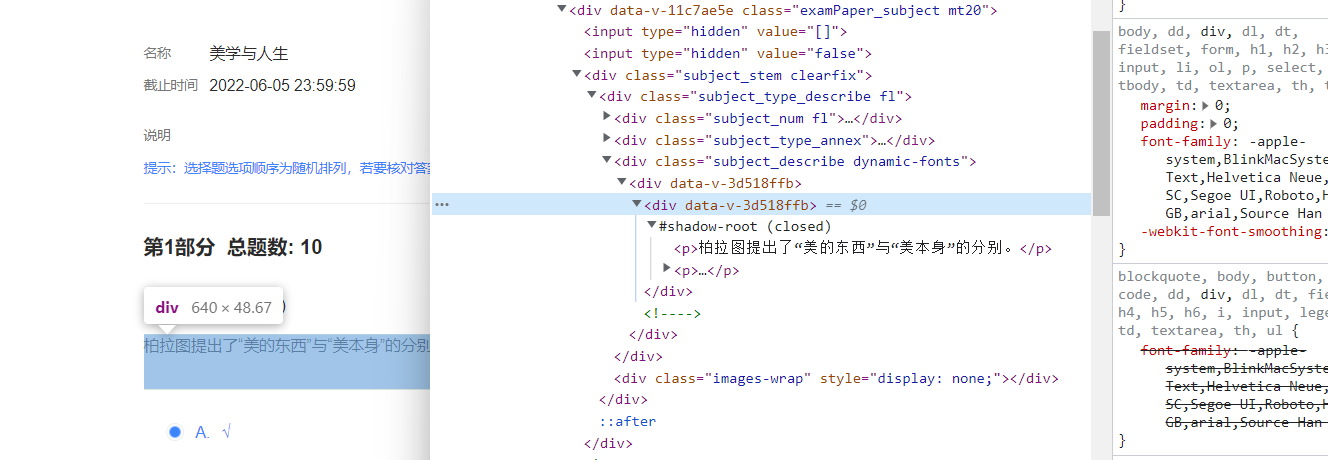 名称 美学与人生
截止时间 2022-06-05 23:59:59
说明
提示：选择题选项顺序为随机排列，若要核对答案
第1部分 总题数: 10
div 640 × 48.67
)
柏拉图提出了“美的东西”与“美本身”的分别
A. √
<div data-v-11c7ae5e class="examPaper_subject mt20">
<input type="hidden" value="[]">
<input type="hidden" value="false">
<div class="subject_stem clearfix">
<div class="subject_type_describe fl">
<div class="subject_num fl">…</div>
<div class="subject_type_annex">…</div>
<div class="subject_describe dynamic-fonts">
<div data-v-3d518ffb>
<div data-v-3d518ffb> == $0
#shadow-root (closed)
<p>柏拉图提出了“美的东西”与“美本身”的分别。</p>
<p>…</p>
</div>
<!---->
</div>
</div>
<div class="images-wrap" style="display: none;"></div>
</div>
::after
</div>
}
body, dd, div, dl, dt,
fieldset, form, h1, h2, h3
input, li, ol, p, select,
tbody, td, textarea, th, t
margin: 0;
padding: 0;
font-family: -apple-
system,BlinkMacSyste
Text,Helvetica Neue,
SC,Segoe UI,Roboto,H
GB,arial,Source Han
-webkit-font-smoothing:
}
blockquote, body, button,
code, dd, div, dl, dt, fie
h4, h5, h6, i, input, lege
td, textarea, th, ul {
font-family: -apple-
system,BlinkMacSyste
Text,Helvetica Neue,
SC,Segoe UI,Roboto,H
GB,arial,Source Han
}